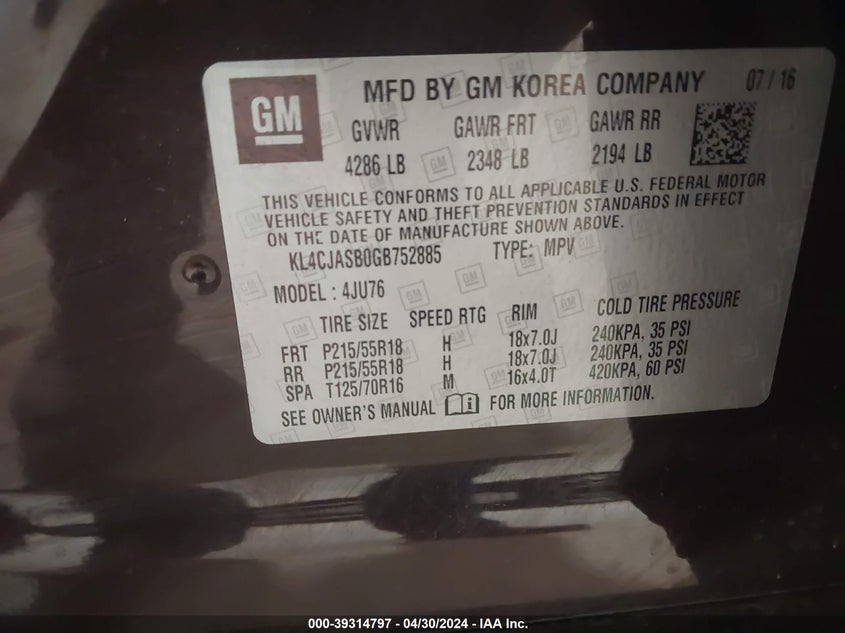 GM
MFD BY GM KOREA COMPANY 07 / 16
GVWR GAWR FRT GAWR RR
4286 LB 2348 LB 2194 LB
THIS VEHICLE CONFORMS TO ALL APPLICABLE U.S. FEDERAL MOTOR
VEHICLE SAFETY AND THEFT PREVENTION STANDARDS IN EFFECT
ON THE DATE OF MANUFACTURE SHOWN ABOVE.
KL4CJASB0GB752885 TYPE: MPV
MODEL : 4JU76
TIRE SIZE SPEED RTG RIM COLD TIRE PRESSURE
FRT P215/55R18 H 18x7.0J 240KPA, 35 PSI
RR P215/55R18 H 18x7.0J 240KPA, 35 PSI
SPA T125/70R16 M 16x4.0T 420KPA, 60 PSI
SEE OWNER'S MANUAL FOR MORE INFORMATION.
000-39314797 - 04/30/2024 - IAA Inc.